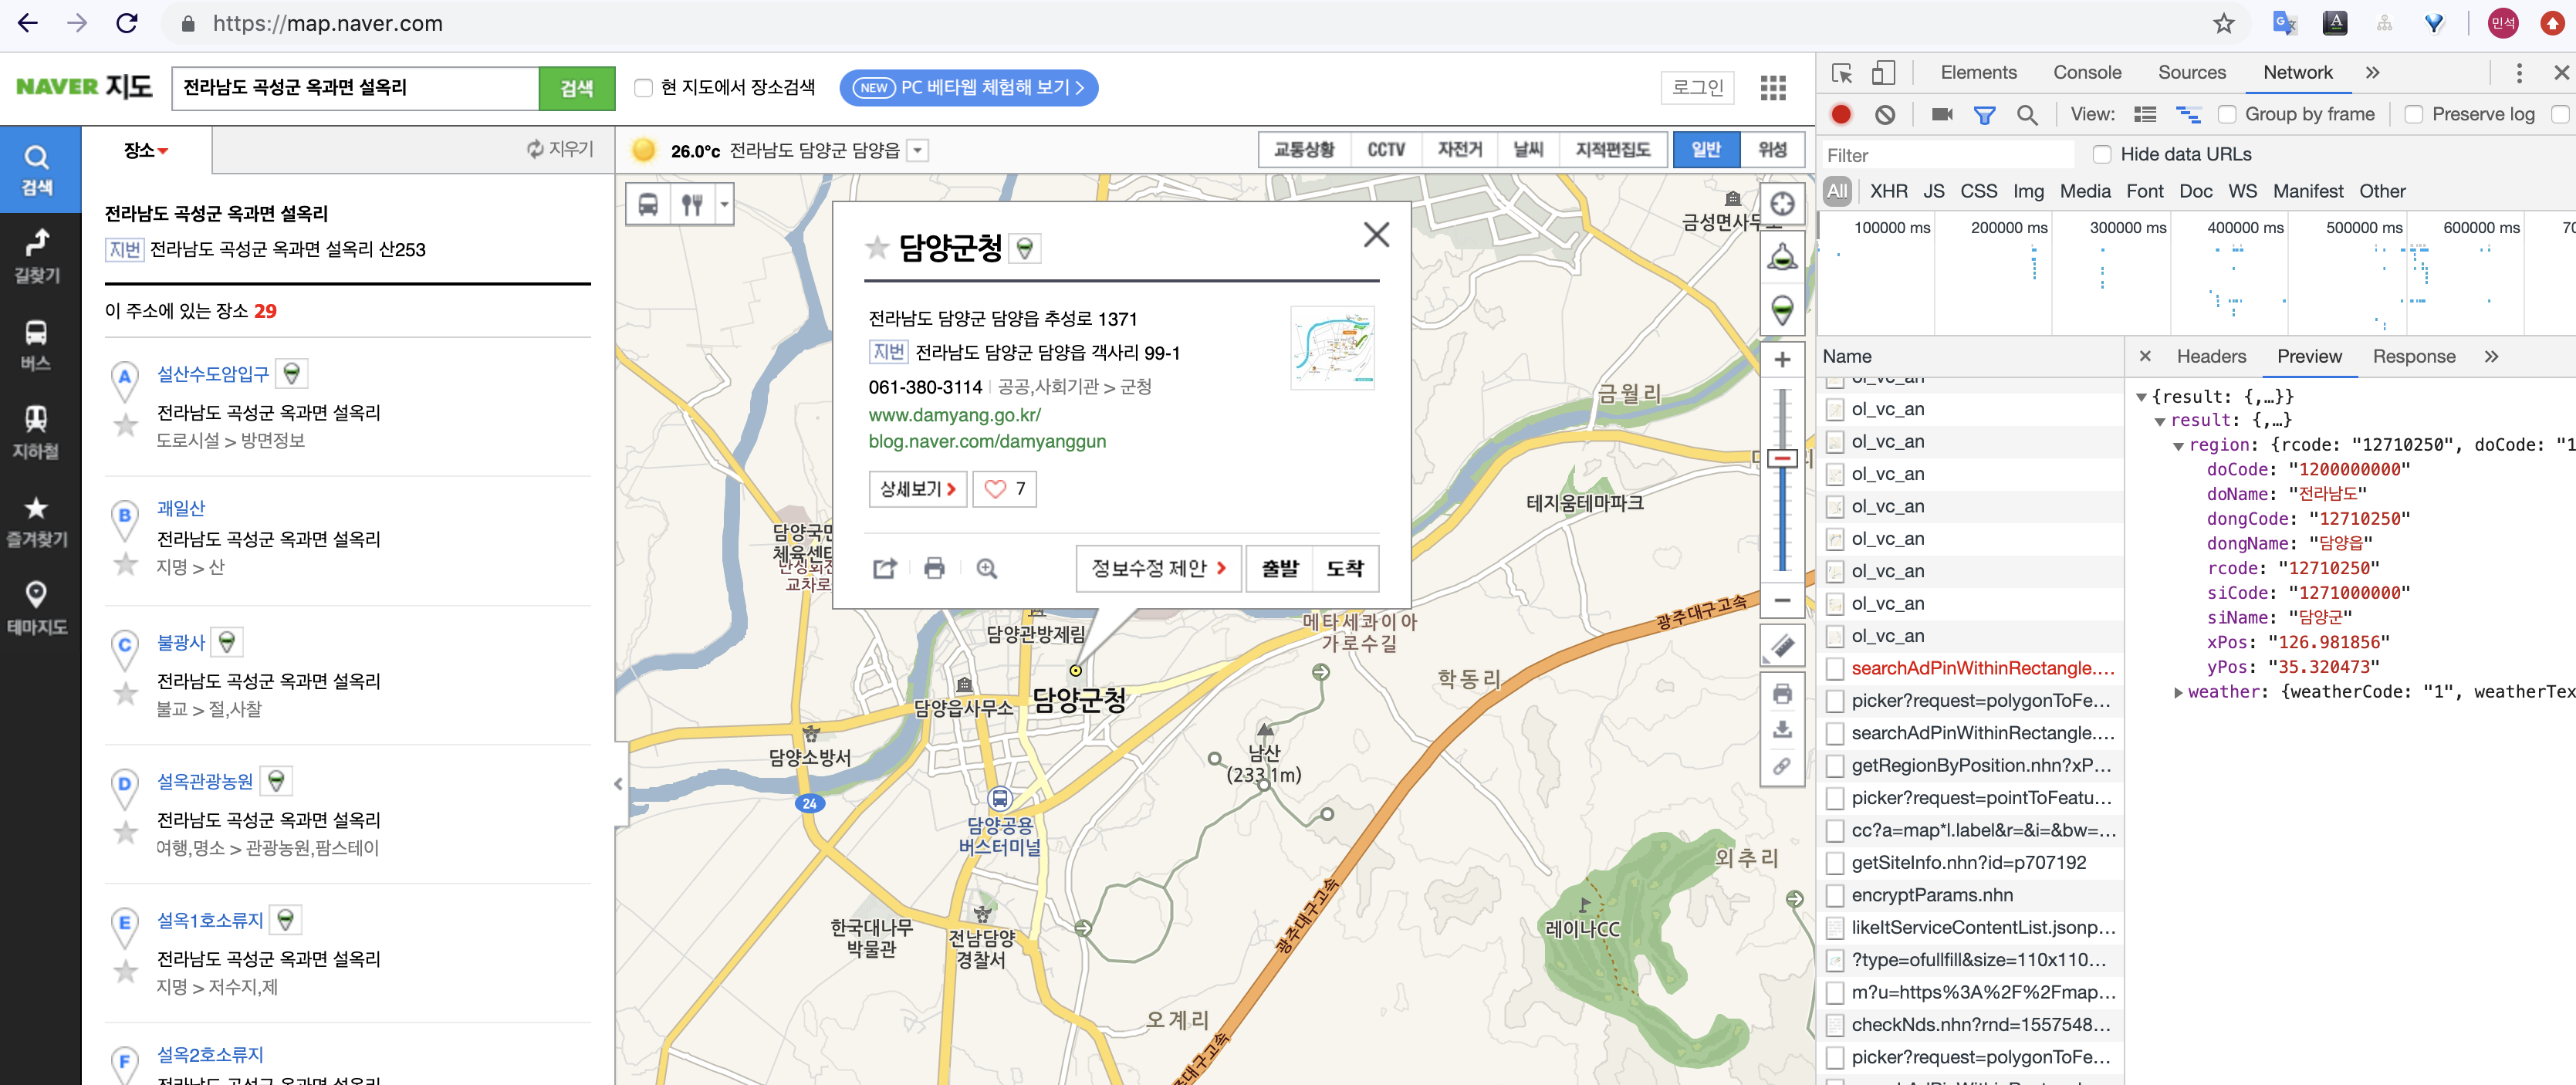 https://map.naver.com
민석
NAVER 지도
전라남도 곡성군 옥과면 설옥리
검색
현 지도에서 장소검색
NEW PC 베타웹 체험해 보기 >
로그인
검색
길찾기
버스
지하철
즐겨찾기
테마지도
장소
지우기
전라남도 곡성군 옥과면 설옥리
지번 전라남도 곡성군 옥과면 설옥리 산253
이 주소에 있는 장소 29
A 설산수도암입구
전라남도 곡성군 옥과면 설옥리
도로시설 > 방면정보
B 괘일산
전라남도 곡성군 옥과면 설옥리
지명 > 산
C 불광사
전라남도 곡성군 옥과면 설옥리
불교 > 절,사찰
D 설옥관광농원
전라남도 곡성군 옥과면 설옥리
여행,명소 > 관광농원,팜스테이
E 설옥1호소류지
전라남도 곡성군 옥과면 설옥리
지명 > 저수지,제
F 설옥2호소류지
전라남도 곡성군 옥과면 설옥리
26.0°c 전라남도 담양군 담양읍
교통상황 CCTV 자전거 날씨 지적편집도 일반 위성
담양군청
전라남도 담양군 담양읍 추성로 1371
지번 전라남도 담양군 담양읍 객사리 99-1
061-380-3114 공공,사회기관 > 군청
www.damyang.go.kr/
blog.naver.com/damyanggun
상세보기 7
정보수정 제안 출발 도착
금성면사무소
금월리
테지움테마파크
담양국민
체육센터
교차로
담양관방제림
메타세콰이아
가로수길
광주대구고속
학동리
담양군청
담양읍사무소
담양소방서
남산
(233.1m)
24
담양공용
버스터미널
외추리
한국대나무
박물관
전남담양
경찰서
레이나CC
광주대구고속
오계리
광주대구고속
Elements Console Sources Network
View: Group by frame Preserve log
Filter Hide data URLs
All XHR JS CSS Img Media Font Doc WS Manifest Other
100000 ms 200000 ms 300000 ms 400000 ms 500000 ms 600000 ms 70
Name
ol_vc_an
ol_vc_an
ol_vc_an
ol_vc_an
ol_vc_an
ol_vc_an
ol_vc_an
ol_vc_an
ol_vc_an
searchAdPinWithinRectangle....
picker?request=polygonToFe...
searchAdPinWithinRectangle....
getRegionByPosition.nhn?xP...
picker?request=pointToFeatu...
cc?a=map*l.label&r=&i=&bw=...
getSiteInfo.nhn?id=p707192
encryptParams.nhn
likeItServiceContentList.jsonp...
?type=ofullfill&size=110x110...
m?u=https%3A%2F%2Fmap...
checkNds.nhn?rnd=1557548...
picker?request=polygonToFe...
Headers Preview Response
{result: {,…}}
result: {,…}
region: {rcode: "12710250", doCode: "1
doCode: "1200000000"
doName: "전라남도"
dongCode: "12710250"
dongName: "담양읍"
rcode: "12710250"
siCode: "1271000000"
siName: "담양군"
xPos: "126.981856"
yPos: "35.320473"
weather: {weatherCode: "1", weatherTex